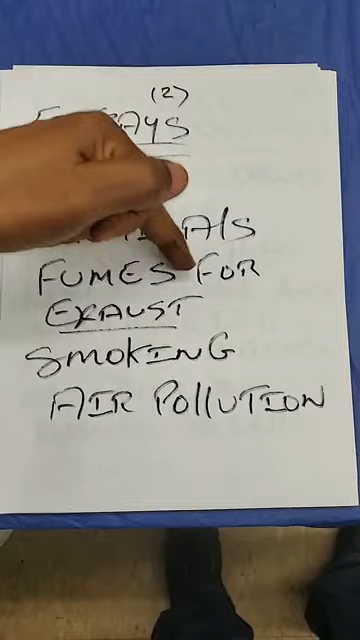 (2)
FUMES FOR
EXAUST
SMOKING
AIR POllUTION